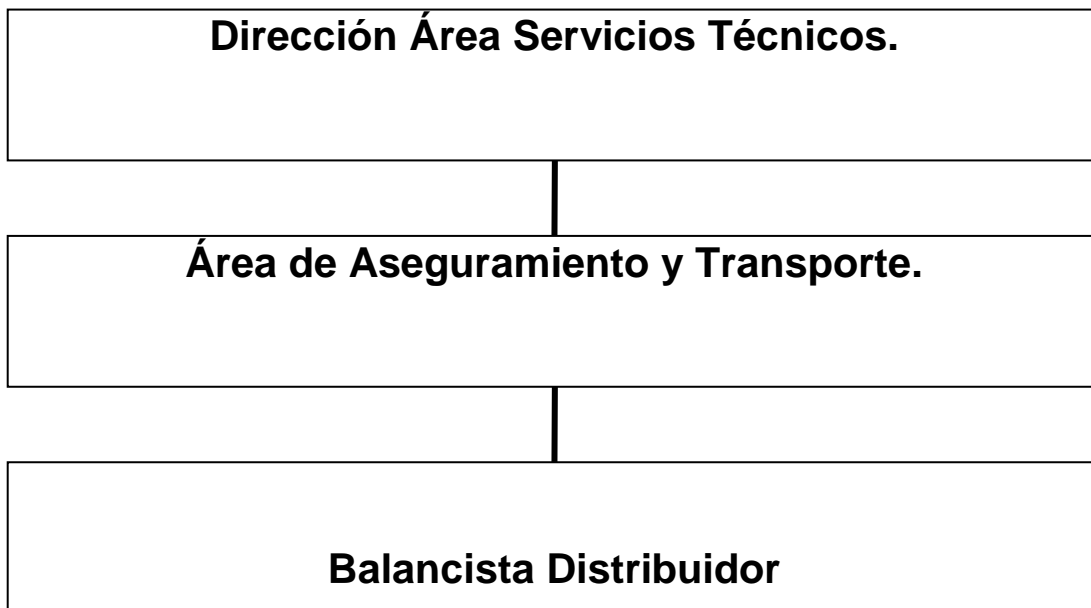 Dirección Área Servicios Técnicos.
Área de Aseguramiento y Transporte.
Balancista Distribuidor